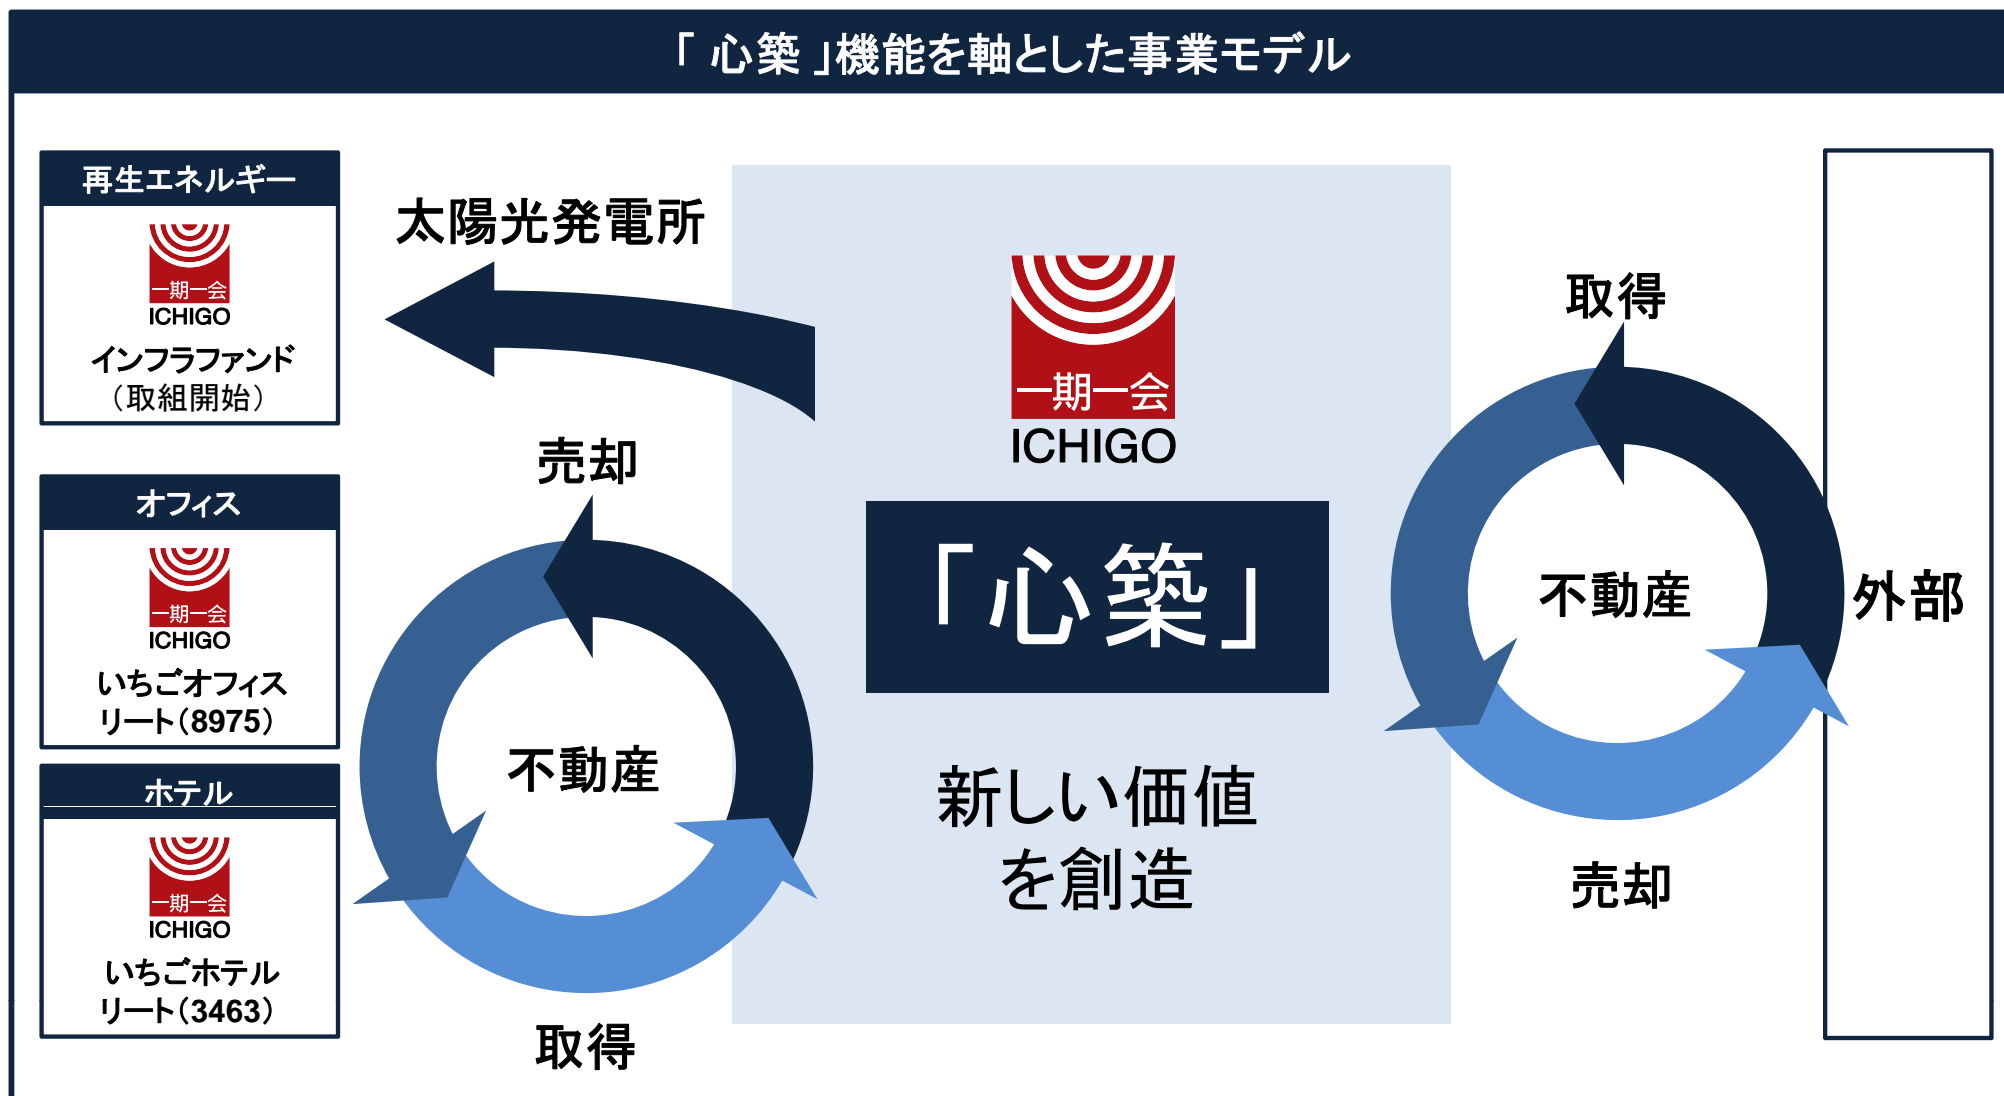 「 心築 」機能を軸とした事業モデル
再生エネルギー
一期一会
ICHIGO
インフラファンド
（取組開始）
オフィス
一期一会
ICHIGO
いちごオフィス
リート（8975）
ホテル
一期一会
ICHIGO
いちごホテル
リート（3463）
太陽光発電所
売却
不動産
取得
一期一会
ICHIGO
「心築」
新しい価値
を創造
取得
不動産
売却
外部